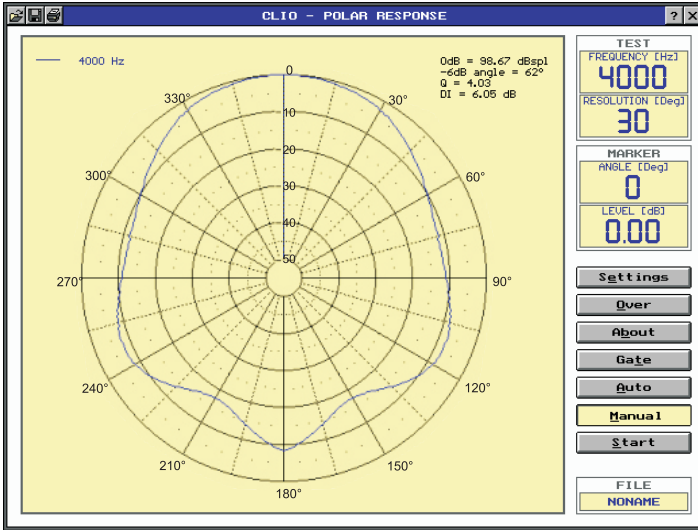 CLIO - POLAR RESPONSE
? X
4000 Hz
0dB = 98.67 dBspl
-6dB angle = 62°
Q = 4.03
DI = 6.05 dB
0
10
20
30
40
50
30°
60°
90°
120°
150°
180°
210°
240°
270°
300°
330°
TEST
FREQUENCY [Hz]
4000
RESOLUTION [Deg]
30
MARKER
ANGLE [Deg]
0
LEVEL [dB]
0.00
Settings
Over
About
Gate
Auto
Manual
Start
FILE
NONAME